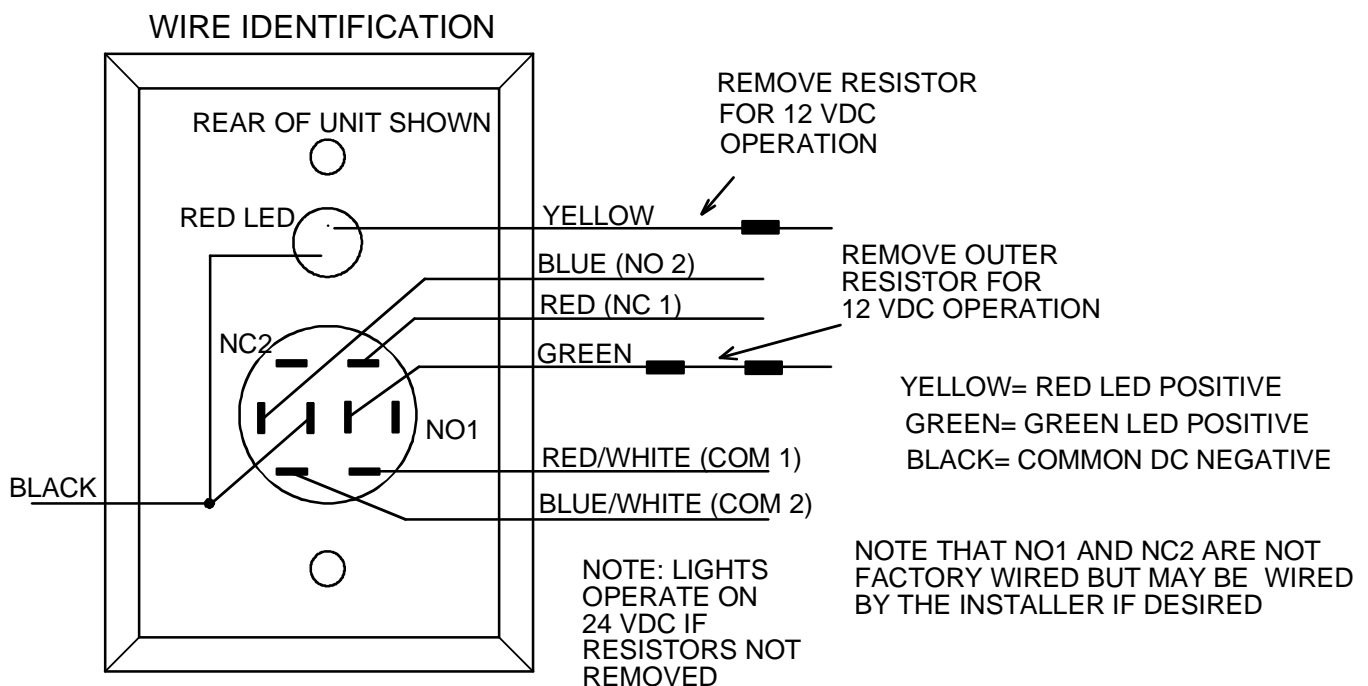 WIRE IDENTIFICATION
REAR OF UNIT SHOWN
REMOVE RESISTOR
FOR 12 VDC
OPERATION
RED LED
YELLOW
BLUE (NO 2)
RED (NC 1)
GREEN
REMOVE OUTER
RESISTOR FOR
12 VDC OPERATION
NC2
NO1
RED/WHITE (COM 1)
BLUE/WHITE (COM 2)
BLACK
YELLOW= RED LED POSITIVE
GREEN= GREEN LED POSITIVE
BLACK= COMMON DC NEGATIVE
NOTE: LIGHTS
OPERATE ON
24 VDC IF
RESISTORS NOT
REMOVED
NOTE THAT NO1 AND NC2 ARE NOT
FACTORY WIRED BUT MAY BE WIRED
BY THE INSTALLER IF DESIRED